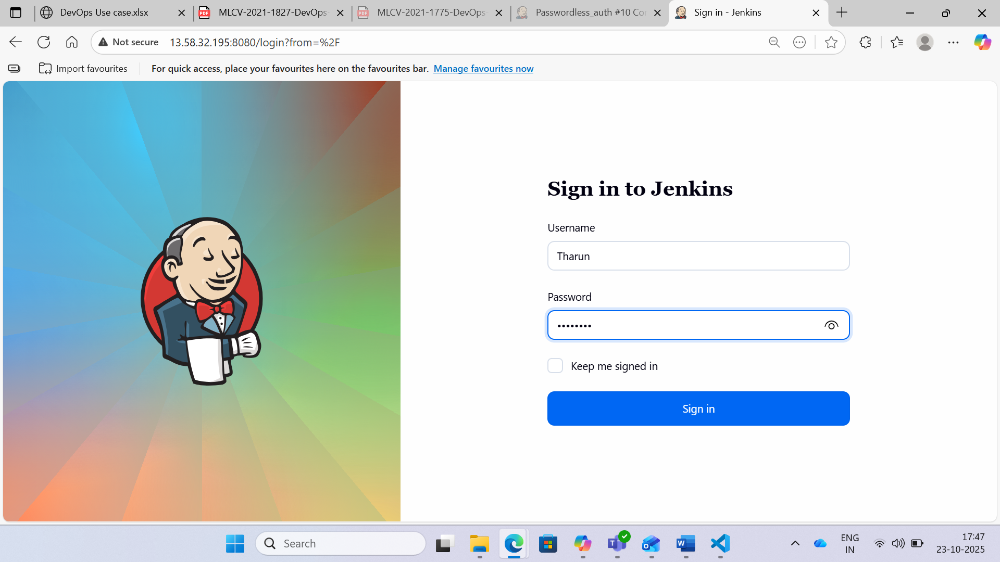 DevOps Use case.xlsx
MLCV-2021-1827-DevOps-
MLCV-2021-1775-DevOps-
Passwordless_auth #10 Con
Sign in - Jenkins
Not secure
13.58.32.195:8080/login?from=%2F
Import favourites
For quick access, place your favourites here on the favourites bar. Manage favourites now
Sign in to Jenkins
Username
Tharun
Password
••••••••
Keep me signed in
Sign in
Search
ENG
IN
17:47
23-10-2025